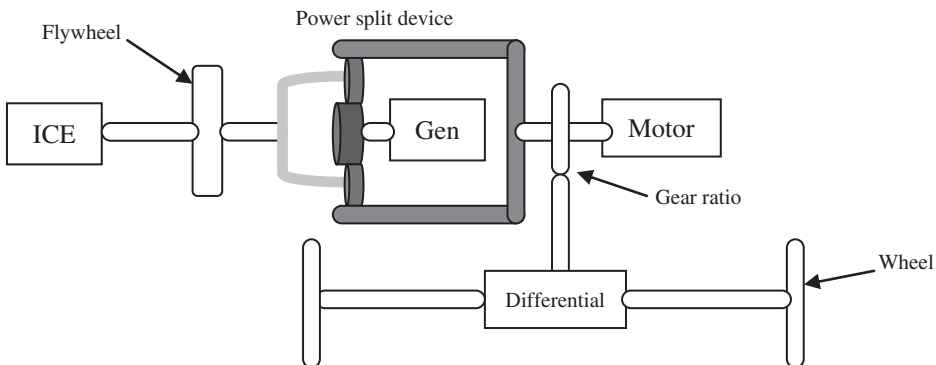 Power split device
Flywheel
ICE
Gen
Motor
Gear ratio
Wheel
Differential